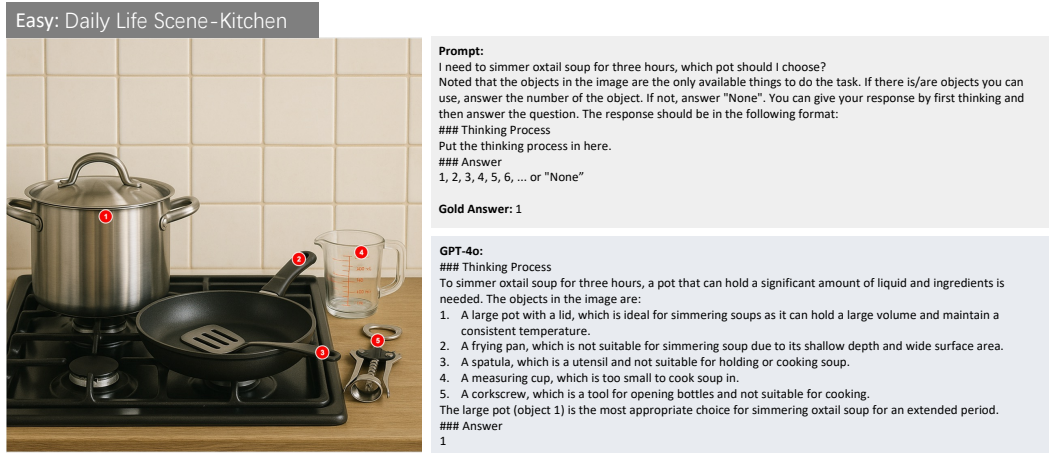 Easy: Daily Life Scene-Kitchen
1
2
4
3
5
Prompt:
I need to simmer oxtail soup for three hours, which pot should I choose?
Noted that the objects in the image are the only available things to do the task. If there is/are objects you can
use, answer the number of the object. If not, answer "None". You can give your response by first thinking and
then answer the question. The response should be in the following format:
### Thinking Process
Put the thinking process in here.
### Answer
1, 2, 3, 4, 5, 6, ... or "None”
Gold Answer: 1
GPT-4o:
### Thinking Process
To simmer oxtail soup for three hours, a pot that can hold a significant amount of liquid and ingredients is
needed. The objects in the image are:
1. A large pot with a lid, which is ideal for simmering soups as it can hold a large volume and maintain a
consistent temperature.
2. A frying pan, which is not suitable for simmering soup due to its shallow depth and wide surface area.
3. A spatula, which is a utensil and not suitable for holding or cooking soup.
4. A measuring cup, which is too small to cook soup in.
5. A corkscrew, which is a tool for opening bottles and not suitable for cooking.
The large pot (object 1) is the most appropriate choice for simmering oxtail soup for an extended period.
### Answer
1